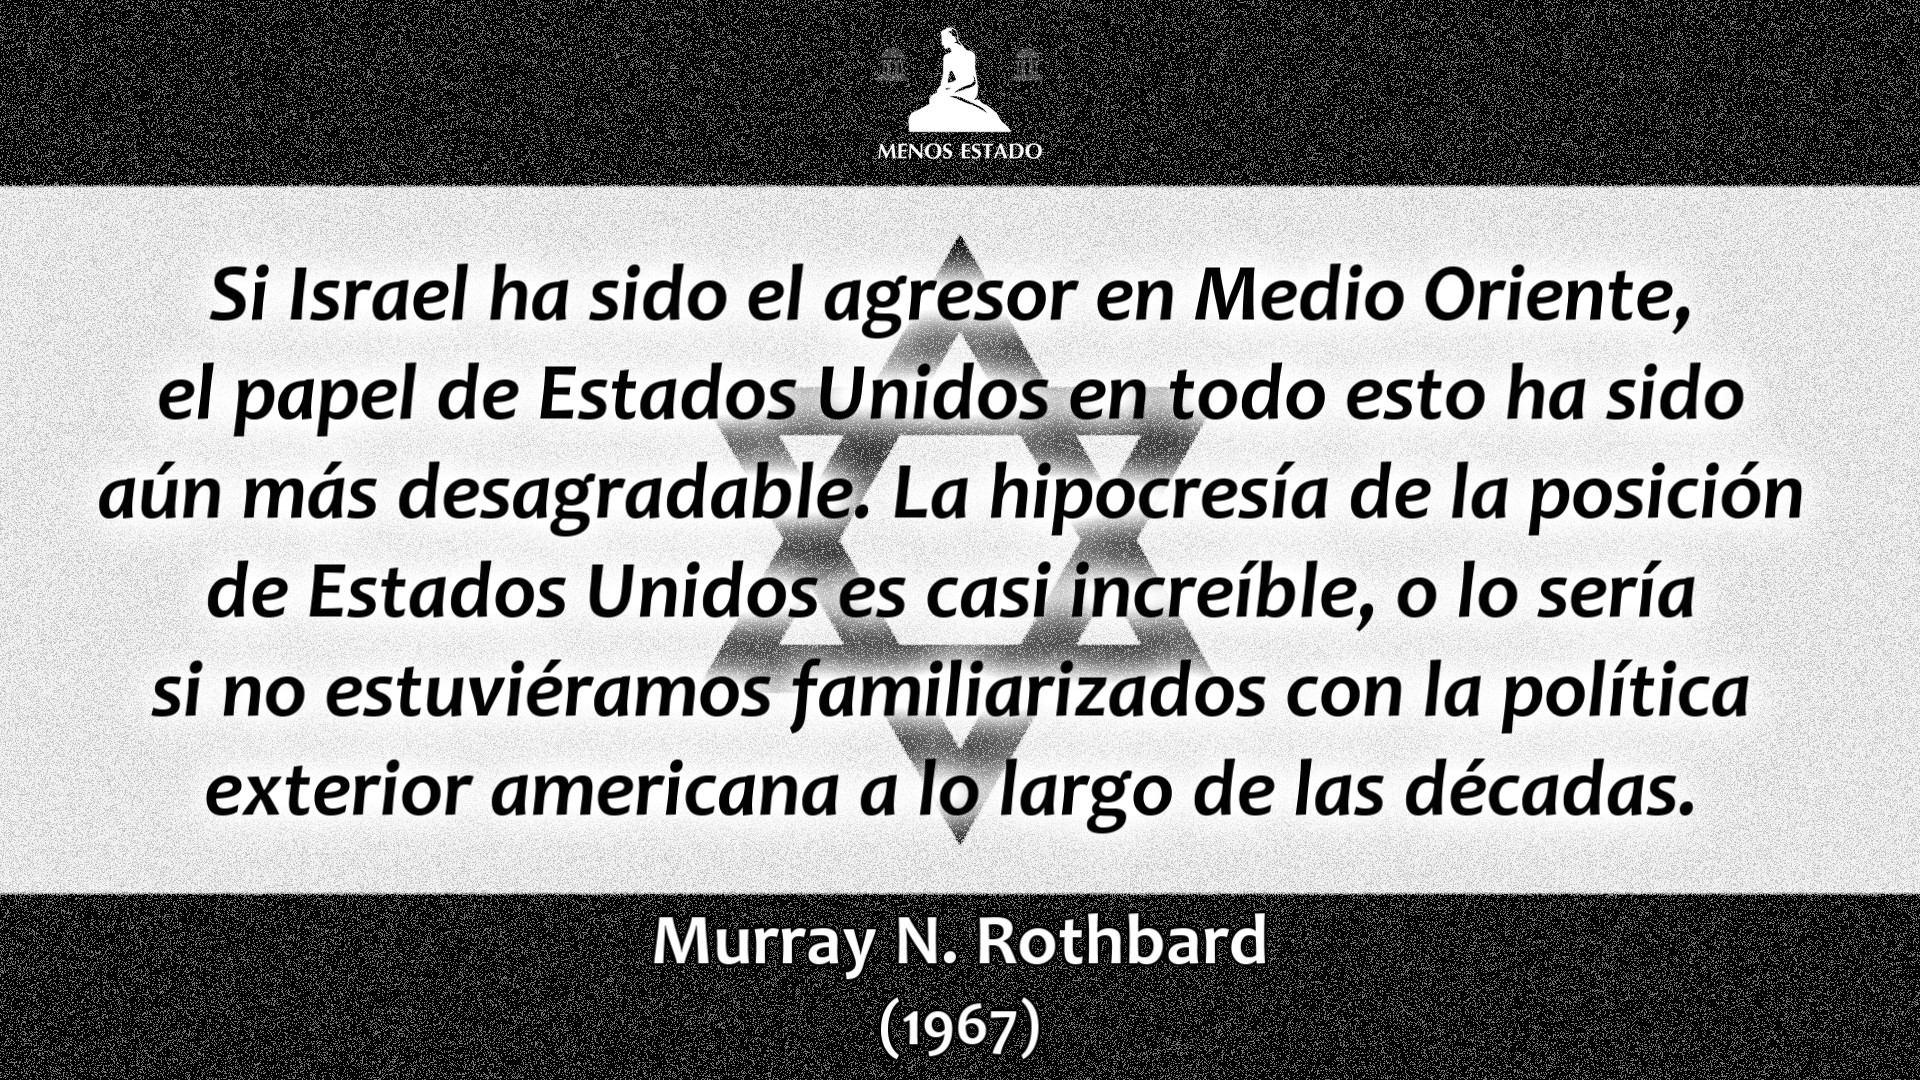 MENOS ESTADO
Si Israel ha sido el agresor en Medio Oriente,
el papel de Estados Unidos en todo esto ha sido
aún más desagradable. La hipocresía de la posición
de Estados Unidos es casi increíble, o lo sería
si no estuviéramos familiarizados con la política
exterior americana a lo largo de las décadas.
Murray N. Rothbard
(1967)